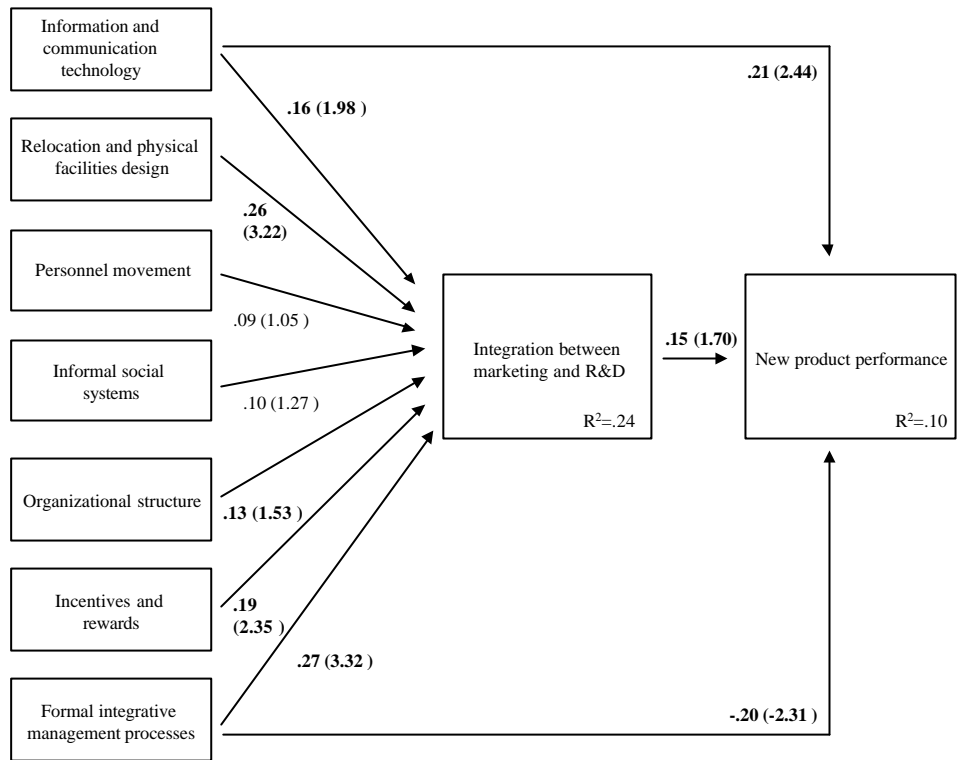 Information and
communication
technology
.21 (2.44)
.16 (1.98 )
Relocation and physical
facilities design
.26
(3.22)
Personnel movement
.09 (1.05 )
Integration between
marketing and R&D
R²=.24
.15 (1.70)
New product performance
R²=.10
Informal social
systems
.10 (1.27 )
Organizational structure
.13 (1.53 )
Incentives and
rewards
.19
(2.35 )
.27 (3.32 )
Formal integrative
management processes
-.20 (-2.31 )